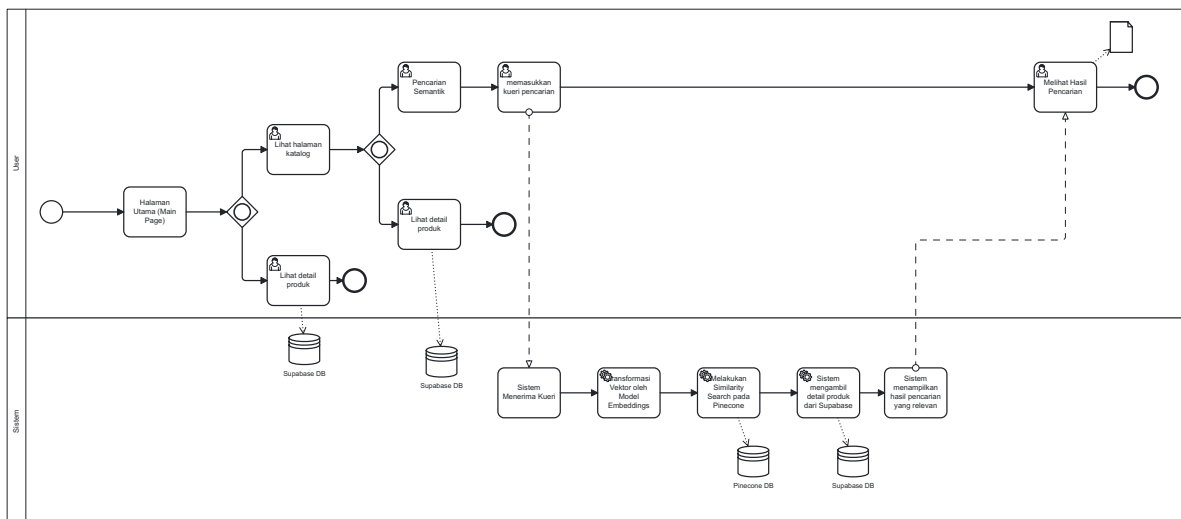 User
Halaman
Utama (Main
Page)
Lihat halaman
katalog
Lihat detail
produk
Supabase DB
Pencarian
Semantik
memasukkan
kueri pencarian
Lihat detail
produk
Supabase DB
Melihat Hasil
Pencarian
Sistem
Sistem
Menerima Kueri
ransformasi
Vektor oleh
Model
Embeddings
Melakukan
Similarity
Search pada
Pinecone
Pinecone DB
Sistem
mengambil
detail produk
dari Supabase
Supabase DB
Sistem
menampilkan
hasil pencarian
yang relevan